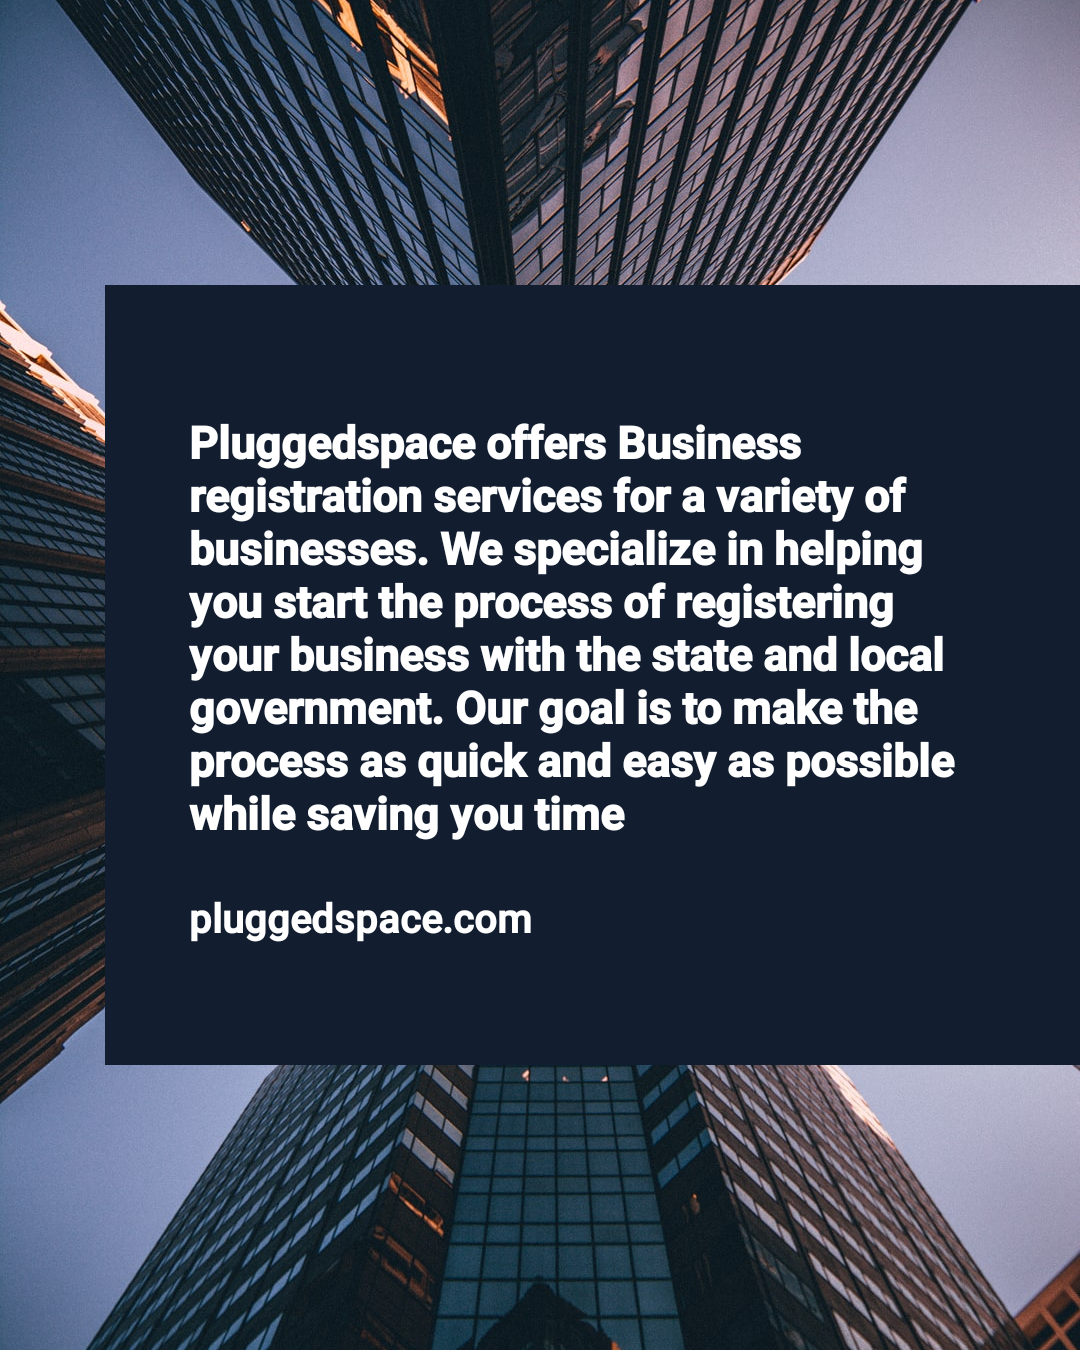 Pluggedspace offers Business
registration services for a variety of
businesses. We specialize in helping
you start the process of registering
your business with the state and local
government. Our goal is to make the
process as quick and easy as possible
while saving you time
pluggedspace.com